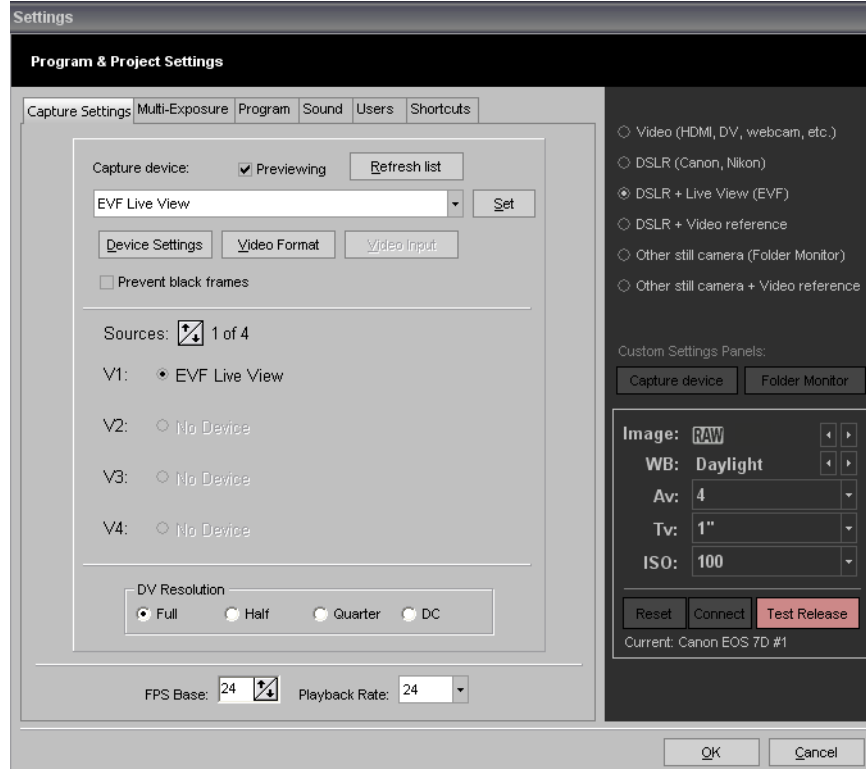 Settings
Program & Project Settings
Capture Settings Multi-Exposure Program Sound Users Shortcuts
Capture device: Previewing Refresh list
EVF Live View Set
Device Settings Video Format Video Input
Prevent black frames
Sources: 1 of 4
V1: EVF Live View
V2: No Device
V3: No Device
V4: No Device
DV Resolution
Full Half Quarter DC
FPS Base: 24 Playback Rate: 24
Video (HDMI, DV, webcam, etc.)
DSLR (Canon, Nikon)
DSLR + Live View (EVF)
DSLR + Video reference
Other still camera (Folder Monitor)
Other still camera + Video reference
Custom Settings Panels:
Capture device Folder Monitor
Image: RAW
WB: Daylight
Av: 4
Tv: 1"
ISO: 100
Reset Connect Test Release
Current: Canon EOS 7D #1
OK Cancel